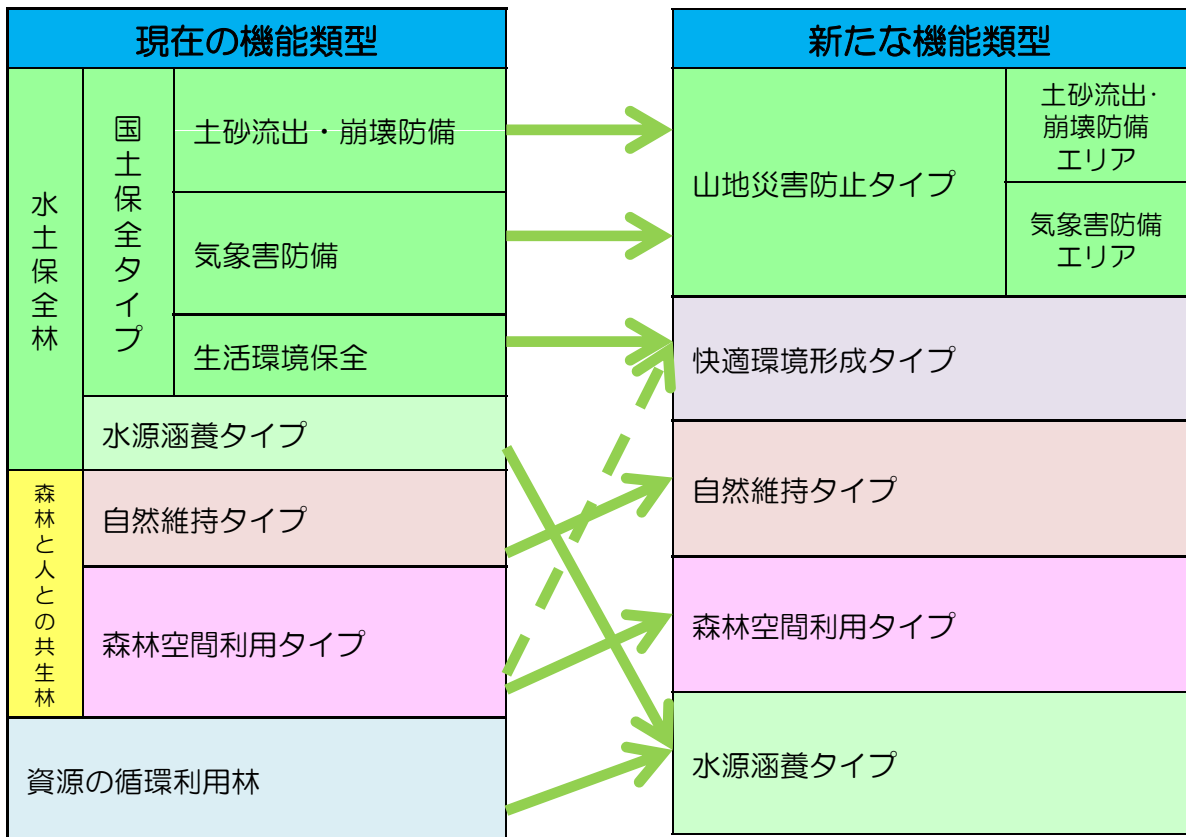 現在の機能類型
水土保全林
国土保全タイプ
土砂流出・崩壊防備
気象害防備
生活環境保全
水源涵養タイプ
森林と人との共生林
自然維持タイプ
森林空間利用タイプ
資源の循環利用林
新たな機能類型
山地災害防止タイプ
土砂流出・
崩壊防備
エリア
気象害防備
エリア
快適環境形成タイプ
自然維持タイプ
森林空間利用タイプ
水源涵養タイプ